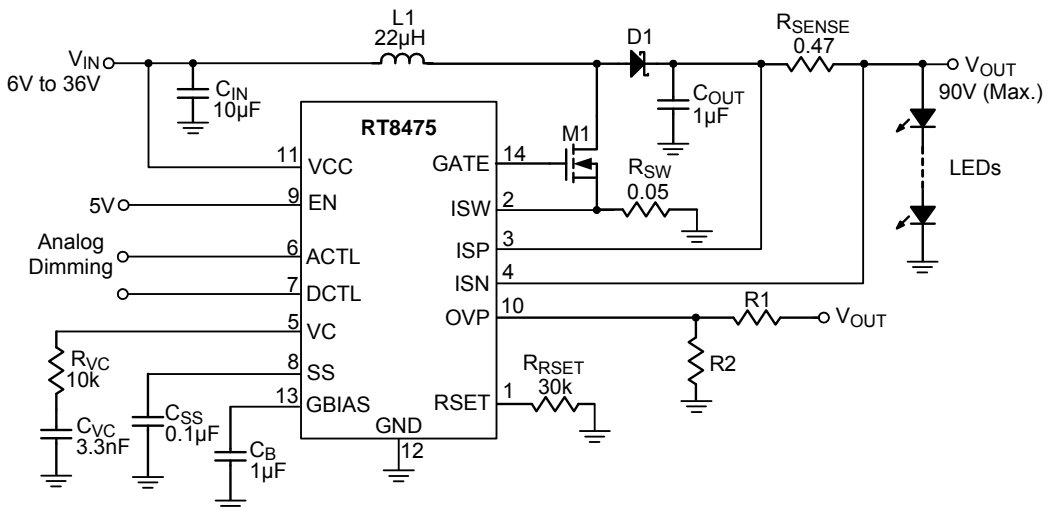 L1
22µH
D1
RSENSE
0.47
VIN
6V to 36V
CIN
10µF
COUT
1µF
VOUT
90V (Max.)
LEDs
RT8475
M1
11
VCC
GATE
14
RSW
0.05
5V
9
EN
ISW
2
Analog
Dimming
6
ACTL
ISP
3
7
DCTL
ISN
4
5
VC
OVP
10
R1
VOUT
R2
RVC
10k
8
SS
13
GBIAS
RSET
1
RRSET
30k
CVC
3.3nF
CSS
0.1µF
CB
1µF
GND
12